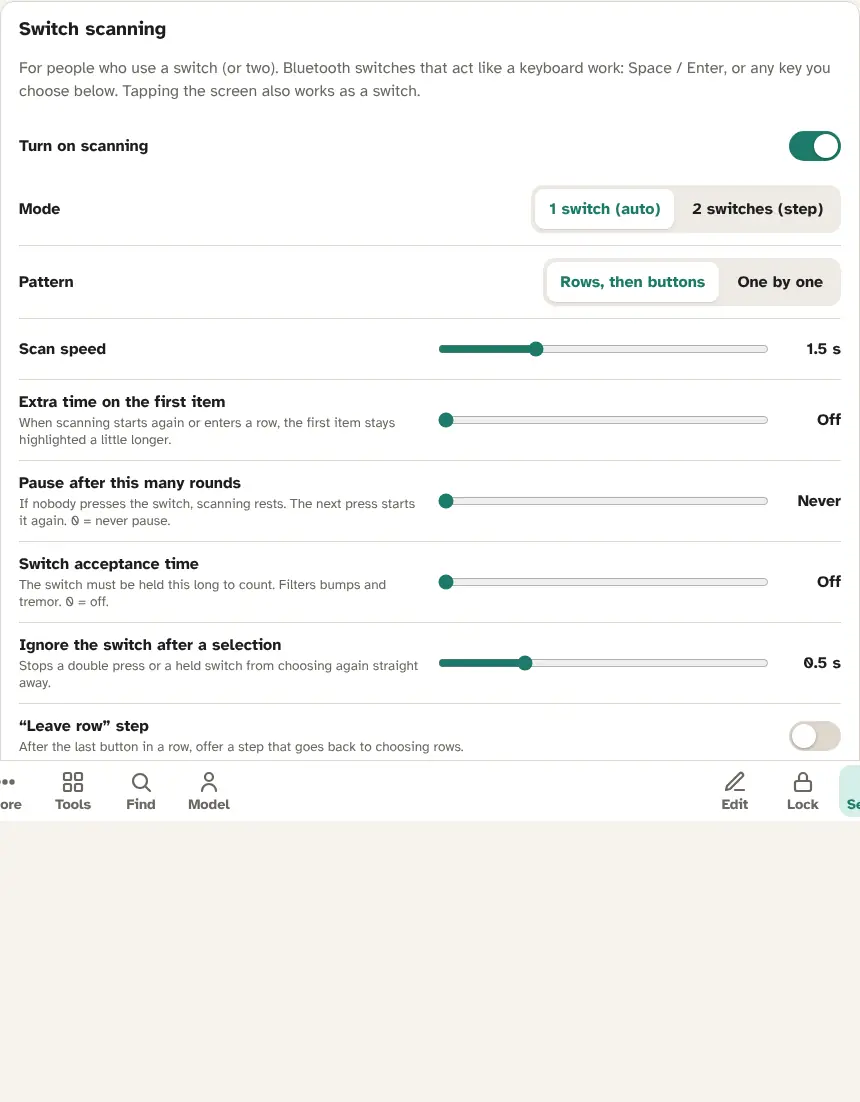 Switch scanning
For people who use a switch (or two). Bluetooth switches that act like a keyboard work: Space / Enter, or any key you
choose below. Tapping the screen also works as a switch.
Turn on scanning
Mode
1 switch (auto)
2 switches (step)
Pattern
Rows, then buttons
One by one
Scan speed
1.5 s
Extra time on the first item
When scanning starts again or enters a row, the first item stays
highlighted a little longer.
Off
Pause after this many rounds
If nobody presses the switch, scanning rests. The next press starts
it again. 0 = never pause.
Never
Switch acceptance time
The switch must be held this long to count. Filters bumps and
tremor. 0 = off.
Off
Ignore the switch after a selection
Stops a double press or a held switch from choosing again straight
away.
0.5 s
“Leave row” step
After the last button in a row, offer a step that goes back to choosing rows.
ore
Tools
Find
Model
Edit
Lock
Se